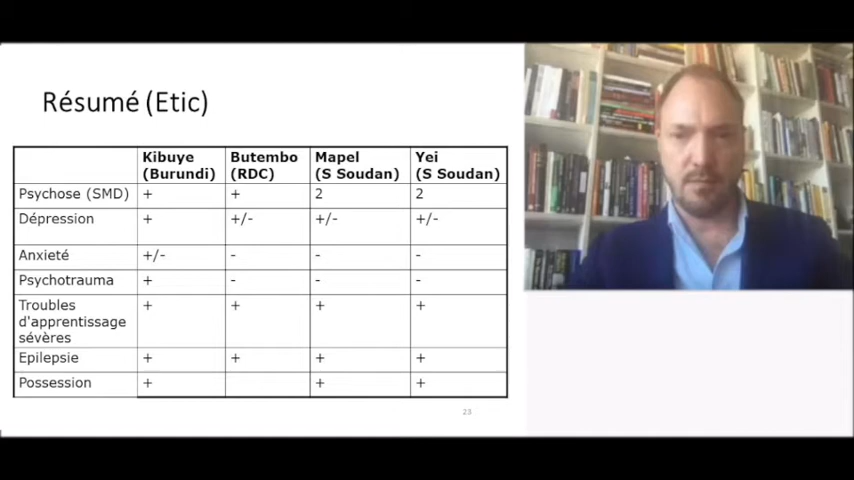 Résumé (Etic)
Kibuye Butembo Mapel Yei
(Burundi) (RDC) (S Soudan) (S Soudan)
Psychose (SMD) + + 2 2
Dépression + +/- +/- +/-
Anxieté +/- - - -
Psychotrauma + - - -
Troubles + + + +
d'apprentissage
sévères
Epilepsie + + + +
Possession + + +
23